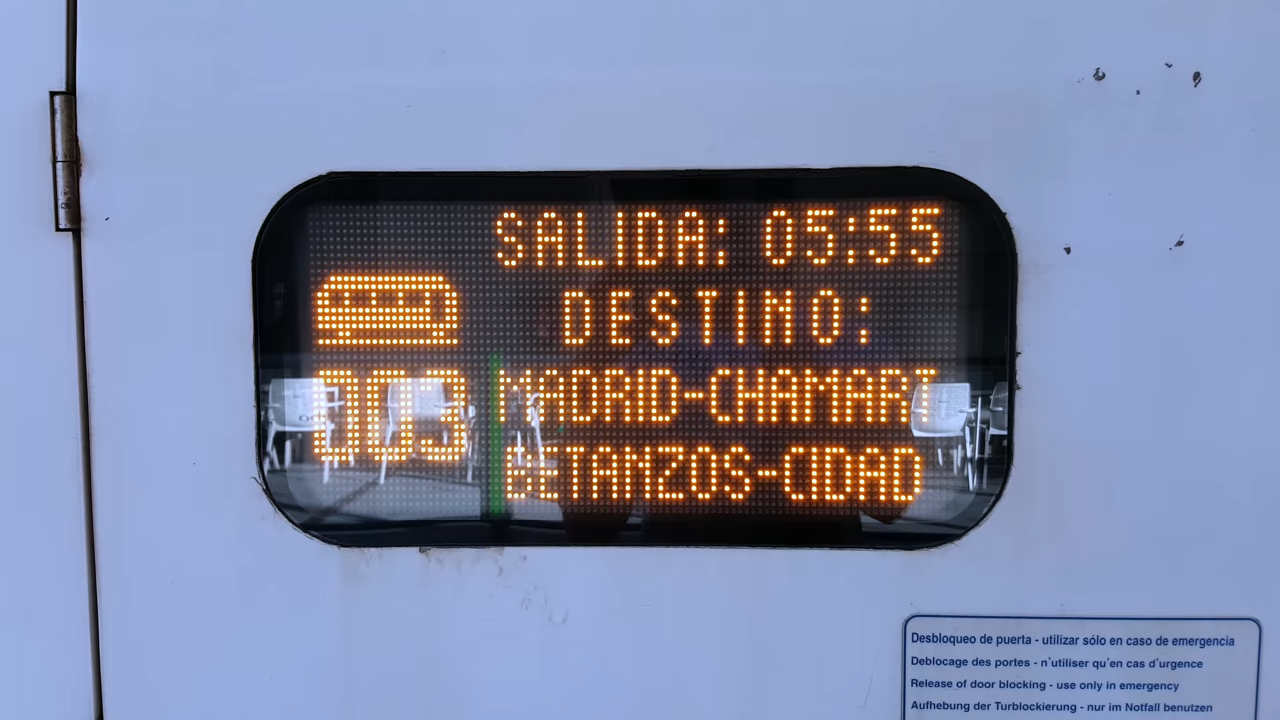 SALIDA: 05:55
DESTINO:
003
MADRID-CHAMART
BETANZOS-CIDAD
Desbloqueo de puerta - utilizar sólo en caso de emergencia
Deblocage des portes - n'utiliser qu'en cas d'urgence
Release of door blocking - use only in emergency
Aufhebung der Turblockierung - nur im Notfall benutzen